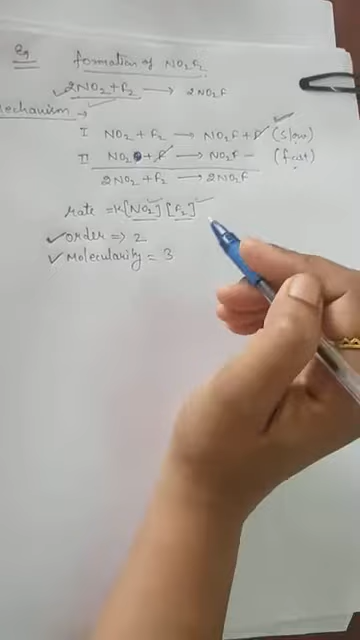 Eg formation of NO₂F₂.
2NO₂ + F₂ → 2NO₂F
Mechanism →
I NO₂ + F₂ → NO₂F + F (Slow)
II NO₂ + F → NO₂F – (fast)
2NO₂ + F₂ → 2NO₂F
rate = K[NO₂] [F₂]
Order => 2
Molecularity = 3